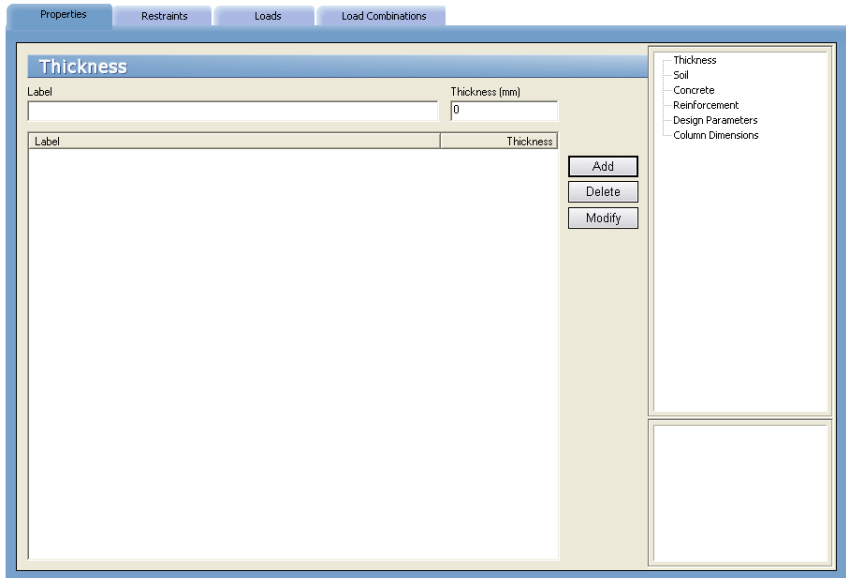 Properties Restraints Loads Load Combinations
Thickness
Label Thickness (mm)
0
Label Thickness
Add
Delete
Modify
Thickness
Soil
Concrete
Reinforcement
Design Parameters
Column Dimensions